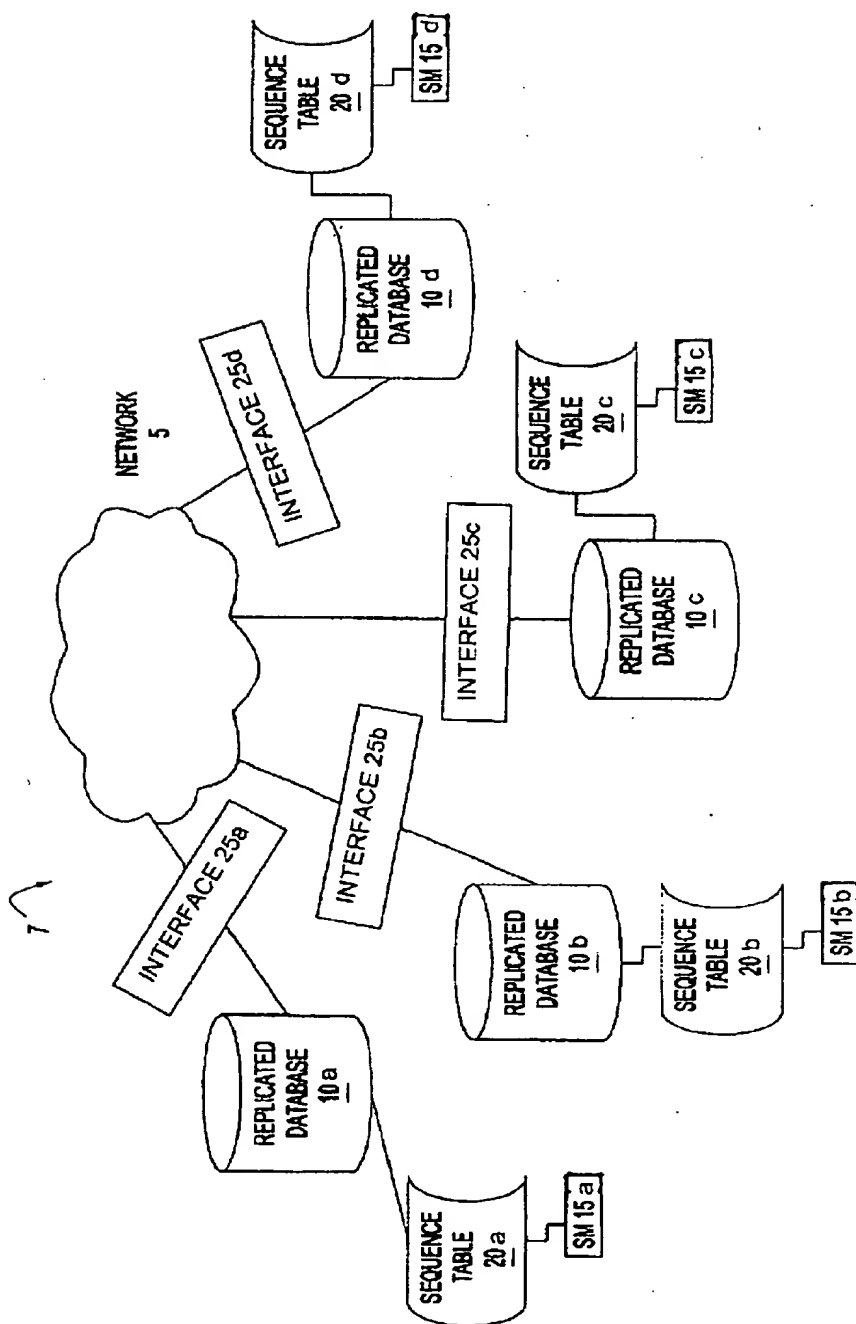 7
NETWORK
5
INTERFACE 25a
INTERFACE 25b
INTERFACE 25c
INTERFACE 25d
REPLICATED
DATABASE
10a
SEQUENCE
TABLE
20a
SM 15 a
REPLICATED
DATABASE
10 b
SEQUENCE
TABLE
20 b
SM 15 b
REPLICATED
DATABASE
10 c
SEQUENCE
TABLE
20 c
SM 15 c
REPLICATED
DATABASE
10 d
SEQUENCE
TABLE
20 d
SM 15 d